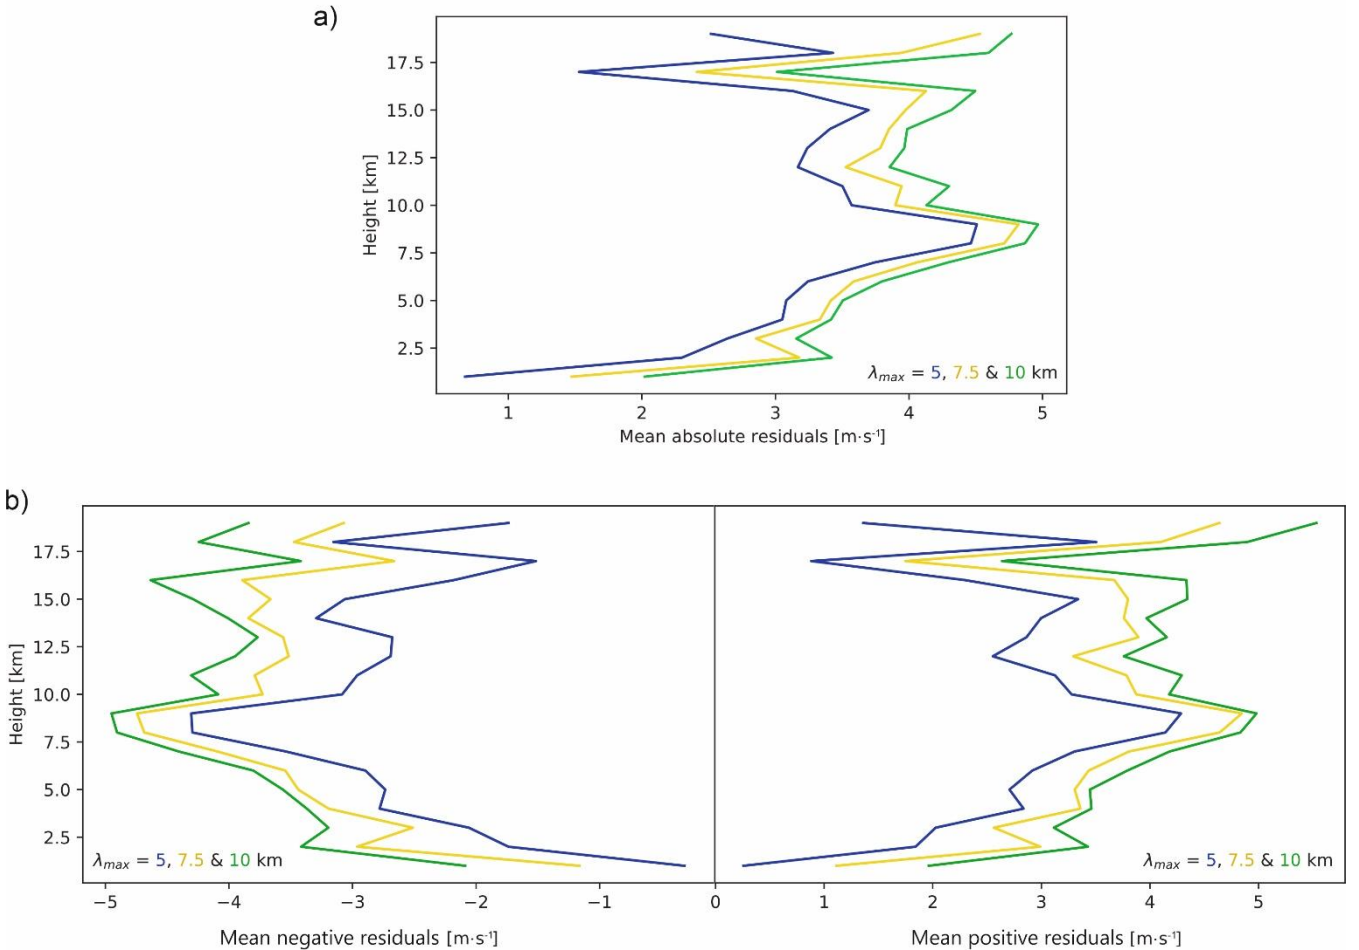 a)
17.5
15.0
12.5
10.0
7.5
5.0
2.5
Height [km]
λmax = 5, 7.5 & 10 km
1 2 3 4 5
Mean absolute residuals [m·s⁻¹]
b)
17.5
15.0
12.5
10.0
7.5
5.0
2.5
Height [km]
λmax = 5, 7.5 & 10 km
λmax = 5, 7.5 & 10 km
−5 −4 −3 −2 −1 0 1 2 3 4 5
Mean negative residuals [m·s⁻¹]
Mean positive residuals [m·s⁻¹]